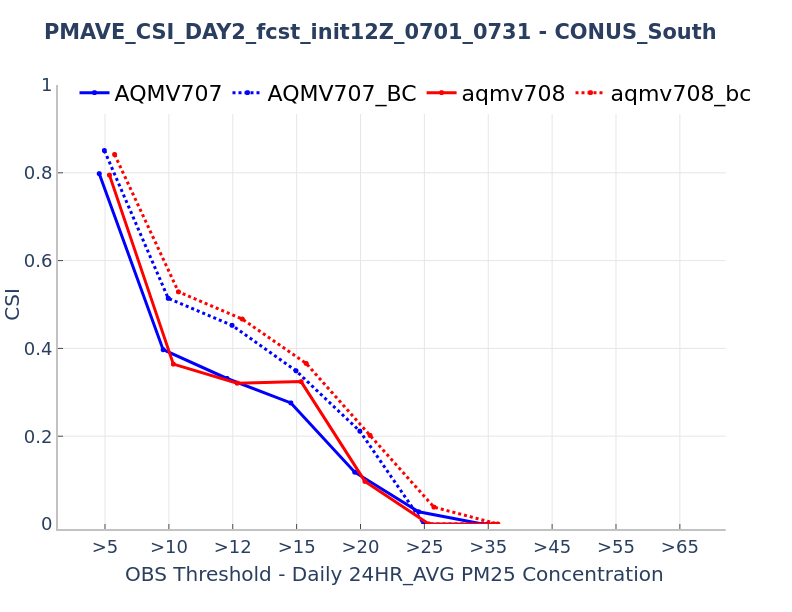 PMAVE_CSI_DAY2_fcst_init12Z_0701_0731 - CONUS_South
AQMV707 AQMV707_BC aqmv708 aqmv708_bc
1
0.8
0.6
0.4
0.2
0
CSI
>5 >10 >12 >15 >20 >25 >35 >45 >55 >65
OBS Threshold - Daily 24HR_AVG PM25 Concentration